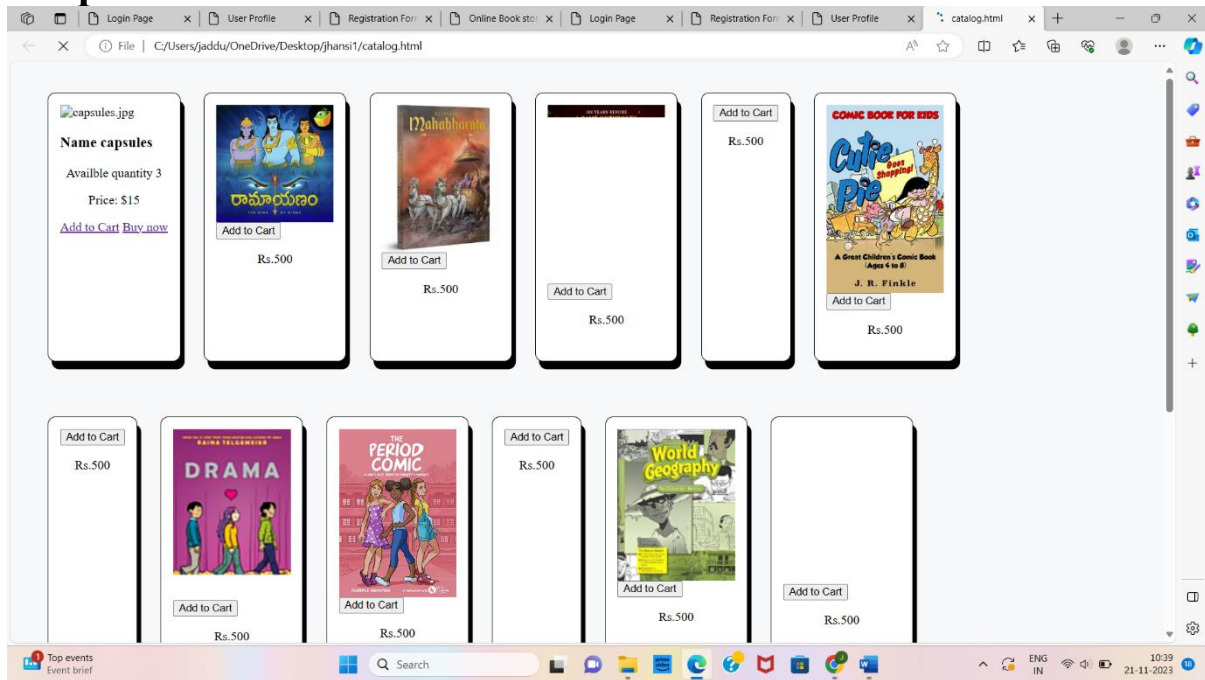 Login Page
User Profile
Registration Form
Online Book stor
Login Page
Registration Form
User Profile
catalog.html
File | C:/Users/jaddu/OneDrive/Desktop/jhansi1/catalog.html
capsules.jpg
Name capsules
Availble quantity 3
Price: $15
Add to Cart Buy now
రామాయణం
Add to Cart
Rs.500
Mahabharata
Add to Cart
Rs.500
Add to Cart
Rs.500
Add to Cart
Rs.500
COMIC BOOK FOR KIDS
Cutie
Goes
Shopping!
Pie
A Great Children's Comic Book
(Ages 4 to 8)
J. R. Finkle
Add to Cart
Rs.500
Add to Cart
Rs.500
RAINA TELGEMEIER
DRAMA
Add to Cart
Rs.500
THE
PERIOD
COMIC
Add to Cart
Rs.500
Add to Cart
Rs.500
World
Geography
Add to Cart
Rs.500
Add to Cart
Rs.500
1
Top events
Event brief
Search
ENG
IN
10:39
21-11-2023
18